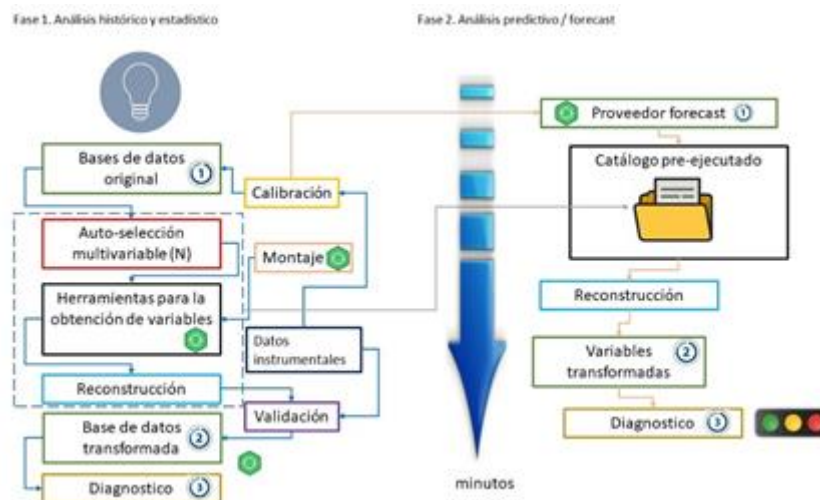 Fase 1. Análisis histórico y estadístico
Bases de datos
original
1
Calibración
Auto-selección
multivariable (N)
Montaje
Herramientas para la
obtención de variables
Datos
instrumentales
Reconstrucción
Validación
Base de datos
transformada
2
Diagnostico
3
Fase 2. Análisis predictivo / forecast
Proveedor forecast
1
Catálogo pre-ejecutado
Reconstrucción
Variables
transformadas
2
Diagnostico
3
minutos